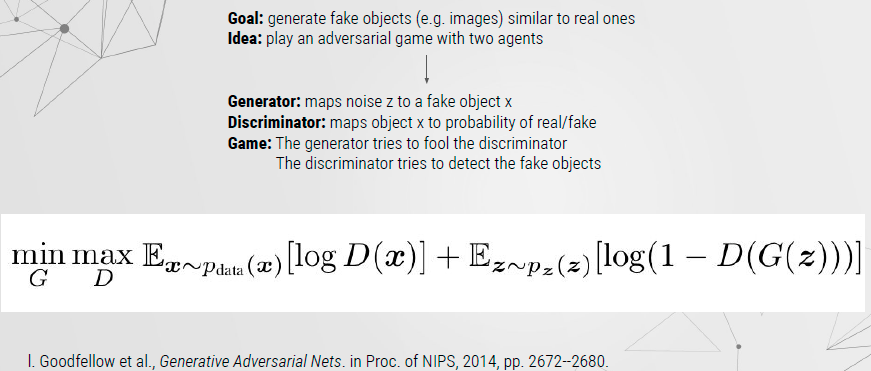 Goal: generate fake objects (e.g. images) similar to real ones
Idea: play an adversarial game with two agents
Generator: maps noise z to a fake object x
Discriminator: maps object x to probability of real/fake
Game: The generator tries to fool the discriminator
The discriminator tries to detect the fake objects
min_G max_D 𝔼_{x∼p_data(x)}[log D(x)] + 𝔼_{z∼p_z(z)}[log(1 − D(G(z)))]
I. Goodfellow et al., Generative Adversarial Nets. in Proc. of NIPS, 2014, pp. 2672--2680.